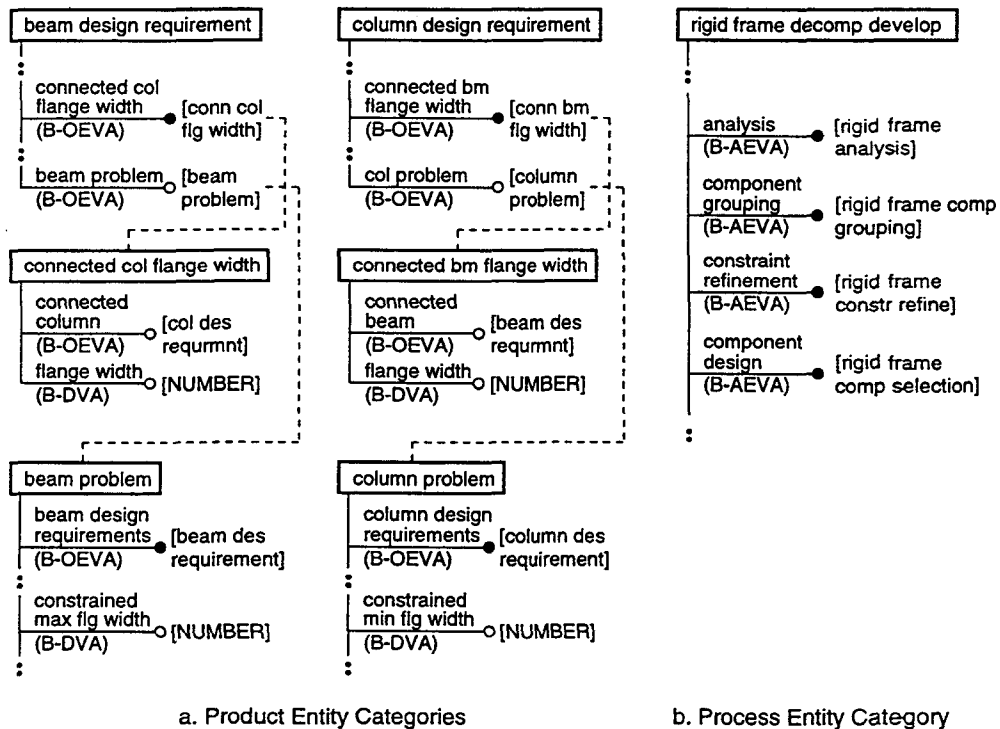 beam design requirement
connected col
flange width
(B-OEVA)
[conn col
flg width]
beam problem
(B-OEVA)
[beam
problem]
connected col flange width
connected
column
(B-OEVA)
[col des
requrmnt]
flange width
(B-DVA)
[NUMBER]
beam problem
beam design
requirements
(B-OEVA)
[beam des
requirement]
constrained
max flg width
(B-DVA)
[NUMBER]
column design requirement
connected bm
flange width
(B-OEVA)
[conn bm
flg width]
col problem
(B-OEVA)
[column
problem]
connected bm flange width
connected
beam
(B-OEVA)
[beam des
requrmnt]
flange width
(B-DVA)
[NUMBER]
column problem
column design
requirements
(B-OEVA)
[column des
requirement]
constrained
min flg width
(B-DVA)
[NUMBER]
a. Product Entity Categories
rigid frame decomp develop
analysis
(B-AEVA)
[rigid frame
analysis]
component
grouping
(B-AEVA)
[rigid frame comp
grouping]
constraint
refinement
(B-AEVA)
[rigid frame
constr refine]
component
design
(B-AEVA)
[rigid frame
comp selection]
b. Process Entity Category